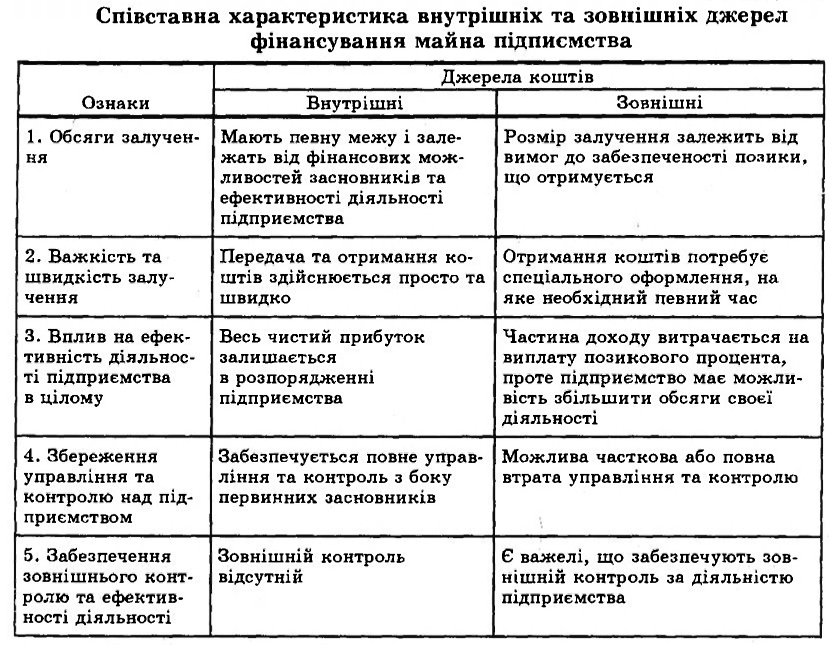 Співставна характеристика внутрішніх та зовнішніх джерел
фінансування майна підписмства
Джерела коштів
Ознаки
Внутрішні
Зовнішні
1. Обсяги залучен-
ня
Мають певну межу і зале-
жать від фінансових мож-
ливостей засновників та
ефективності діяльності
підприємства
Розмір залучення залежить від
вимог до забезпеченості позики,
що отримується
2. Важкість та
швидкість залу-
чення
Передача та отримання ко-
штів здійснюється просто та
швидко
Отримання коштів потребує
спеціального оформлення, на
яке необхідний певний час
3. Вплив на ефек-
тивність діяльнос-
ті підприємства
в цілому
Весь чистий прибуток
залишається
в розпорядженні
підприємства
Частина доходу витрачається на
виплату позикового процента,
проте підприємство має можли-
вість збільшити обсяги своєї
діяльності
4. Збереження
управління та
контролю над під-
приємством
Забезпечується повне управ-
ління та контроль з боку
первинних засновників
Можлива часткова або повна
втрата управління та контролю
5. Забезпечення
зовнішнього конт-
ролю та ефектив-
ності діяльності
Зовнішній контроль
відсутній
Є важелі, що забезпечують зов-
нішній контроль за діяльністю
підприємства